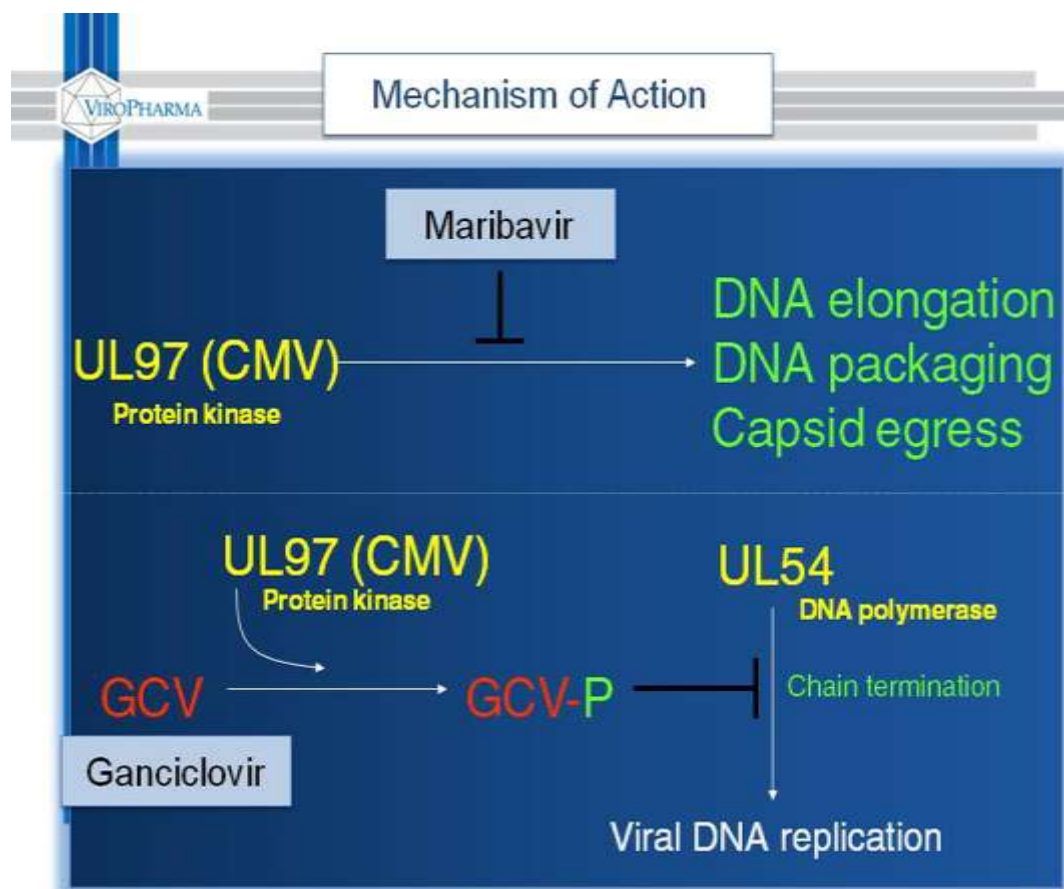 VIROPHARMA
Mechanism of Action
Maribavir
DNA elongation
UL97 (CMV)
DNA packaging
Protein kinase
Capsid egress
UL97 (CMV)
Protein kinase
UL54
DNA polymerase
GCV
GCV-P
Chain termination
Ganciclovir
Viral DNA replication